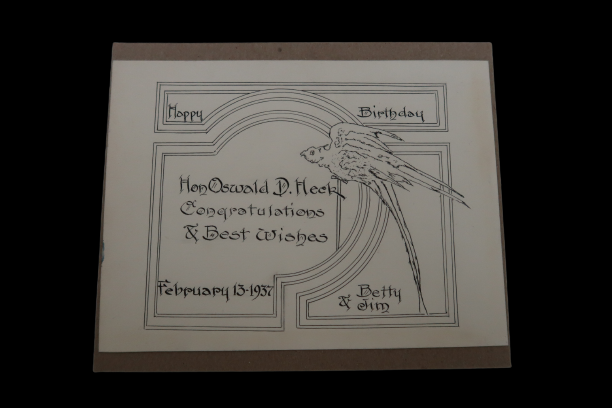 Happy Birthday
Hon Oswald D. Heck
Congratulations
& Best Wishes
February 13-1937
Betty
& Jim